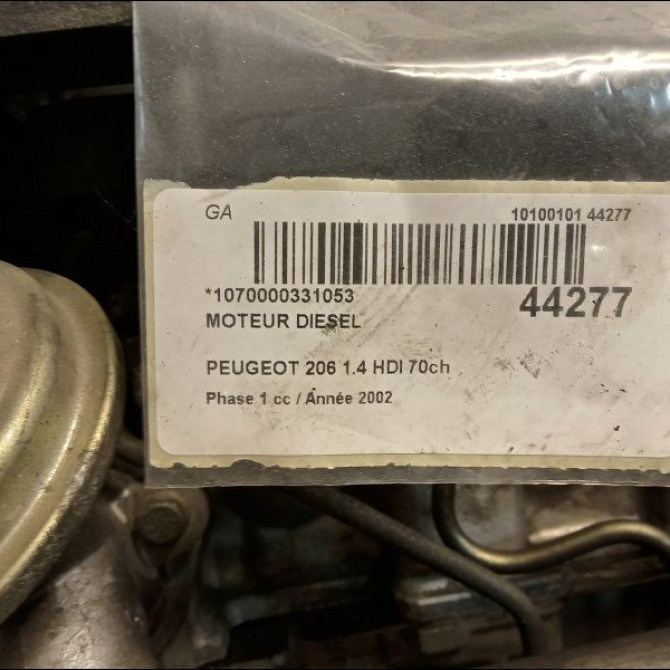 GA 10100101 44277
*1070000331053 44277
MOTEUR DIESEL
PEUGEOT 206 1.4 HDI 70ch
Phase 1 cc / Année 2002